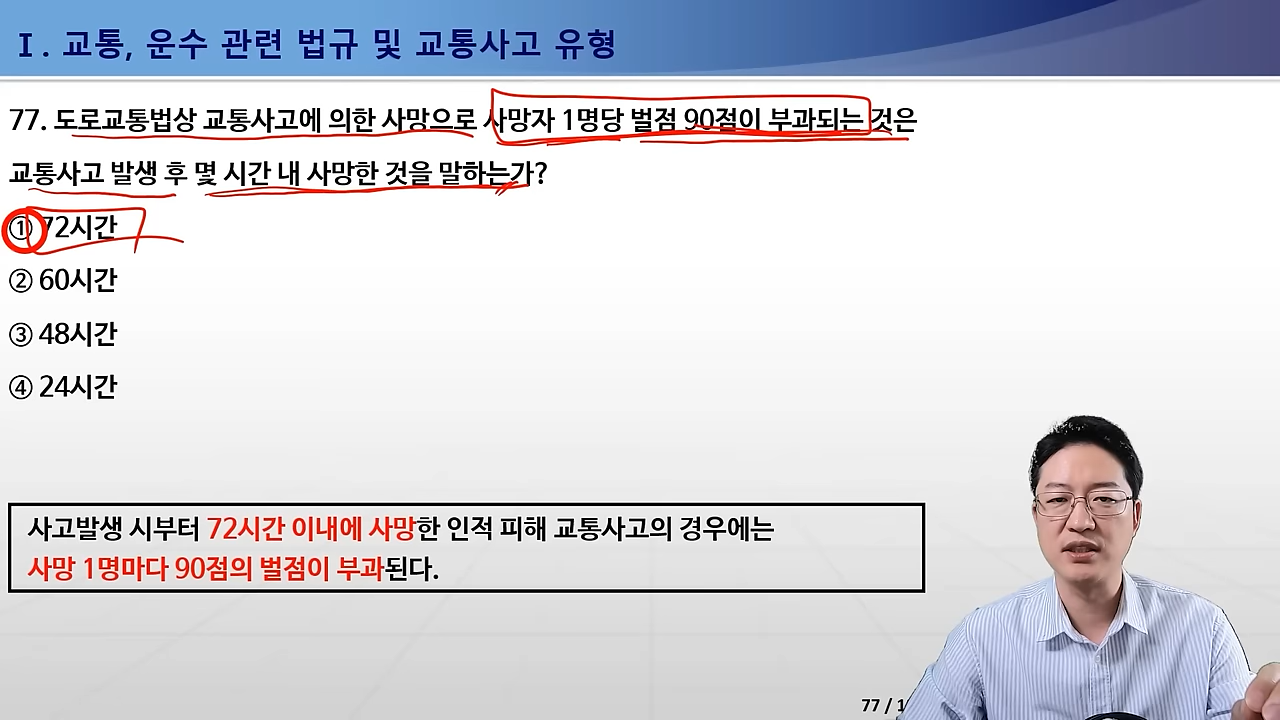 Ⅰ. 교통, 운수 관련 법규 및 교통사고 유형
77. 도로교통법상 교통사고에 의한 사망으로 사망자 1명당 벌점 90점이 부과되는 것은
교통사고 발생 후 몇 시간 내 사망한 것을 말하는가?
① 72시간
② 60시간
③ 48시간
④ 24시간
사고발생 시부터 72시간 이내에 사망한 인적 피해 교통사고의 경우에는
사망 1명마다 90점의 벌점이 부과된다.
77 / 1